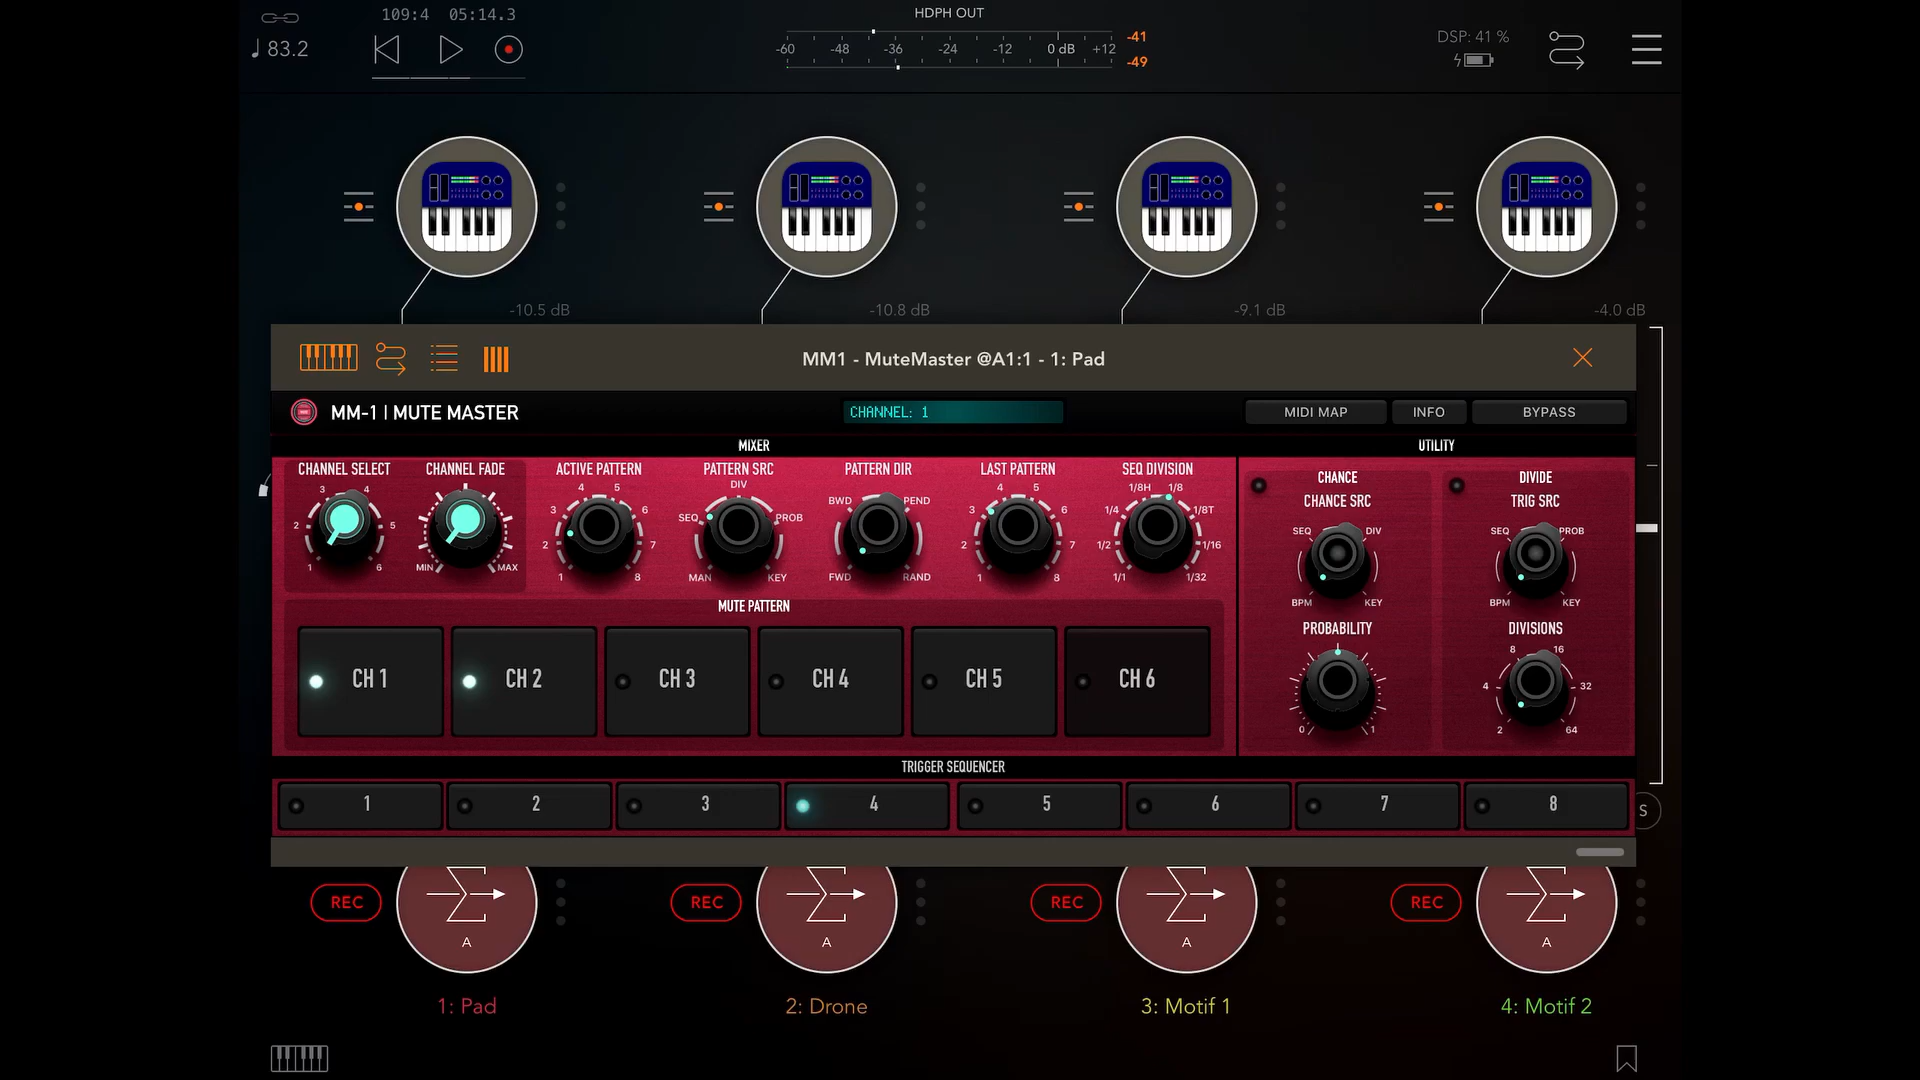 109:4 05:14.3
♩ 83.2
HDPH OUT
-60 -48 -36 -24 -12 0 dB +12
-41
-49
DSP: 41 %
-10.5 dB
-10.8 dB
-9.1 dB
-4.0 dB
MM1 - MuteMaster @A1:1 - 1: Pad
MM-1 | MUTE MASTER
CHANNEL: 1
MIDI MAP
INFO
BYPASS
MIXER
UTILITY
CHANNEL SELECT
1 2 3 4 5 6
CHANNEL FADE
MIN MAX
ACTIVE PATTERN
1 2 3 4 5 6 7 8
PATTERN SRC
MAN SEQ DIV PROB KEY
PATTERN DIR
FWD BWD PEND RAND
LAST PATTERN
1 2 3 4 5 6 7 8
SEQ DIVISION
1/1 1/2 1/4 1/8H 1/8 1/8T 1/16 1/32
CHANCE
CHANCE SRC
SEQ DIV
BPM KEY
PROBABILITY
0 1
DIVIDE
TRIG SRC
SEQ PROB
BPM KEY
DIVISIONS
2 4 8 16 32 64
MUTE PATTERN
CH 1
CH 2
CH 3
CH 4
CH 5
CH 6
TRIGGER SEQUENCER
1 2 3 4 5 6 7 8
S
REC
A
REC
A
REC
A
REC
A
1: Pad
2: Drone
3: Motif 1
4: Motif 2